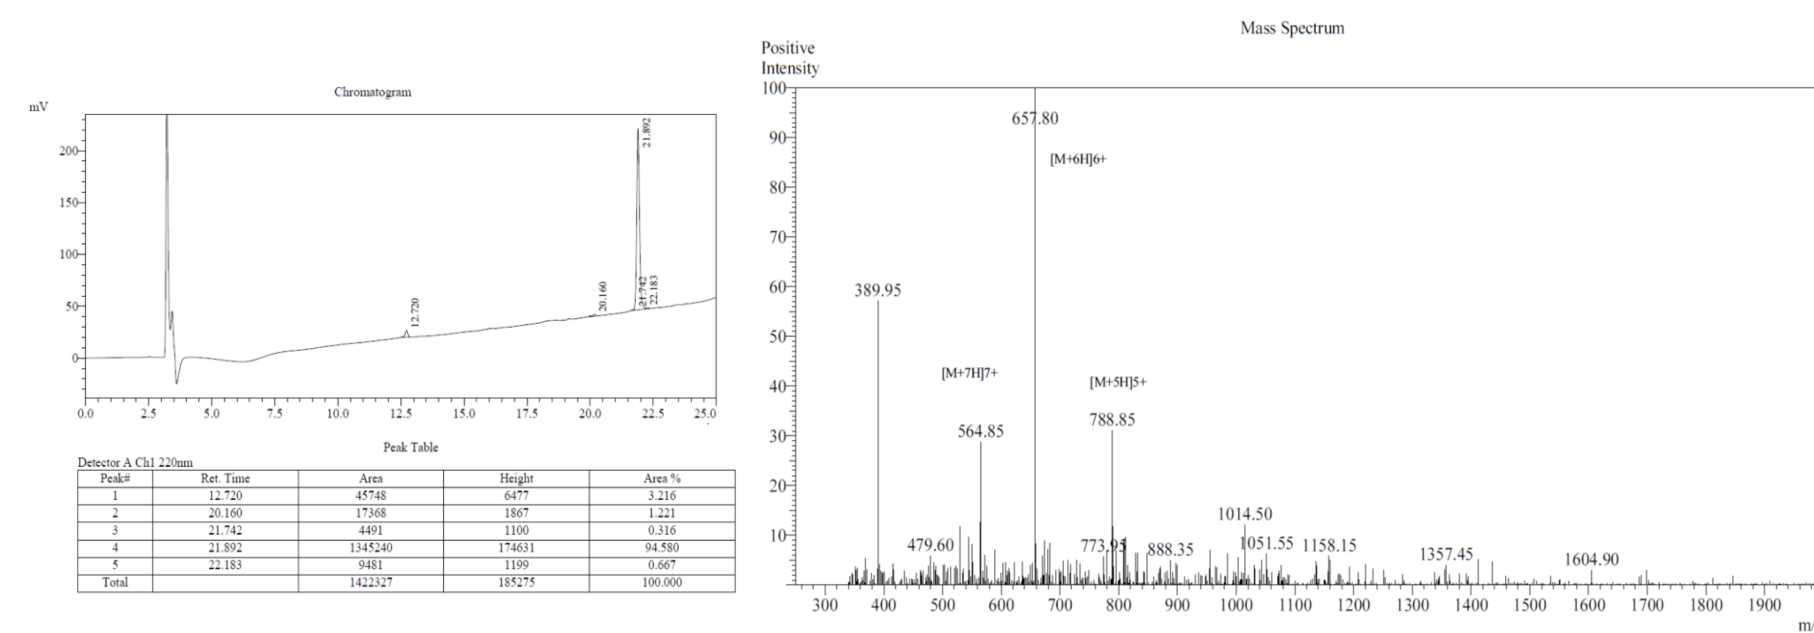 Chromatogram
mV
200
150
100
50
0
12.720
20.160
21.742
21.892
22.183
0.0 2.5 5.0 7.5 10.0 12.5 15.0 17.5 20.0 22.5 25.0
Peak Table
Detector A Ch1 220nm
Peak# Ret. Time Area Height Area %
1 12.720 45748 6477 3.216
2 20.160 17368 1867 1.221
3 21.742 4491 1100 0.316
4 21.892 1345240 174631 94.580
5 22.183 9481 1199 0.667
Total 1422327 185275 100.000
Mass Spectrum
Positive
Intensity
100
90
80
70
60
50
40
30
20
10
657.80
[M+6H]6+
389.95
[M+7H]7+
[M+5H]5+
564.85
788.85
1014.50
479.60
773.95
888.35
1051.55
1158.15
1357.45
1604.90
300 400 500 600 700 800 900 1000 1100 1200 1300 1400 1500 1600 1700 1800 1900
m/